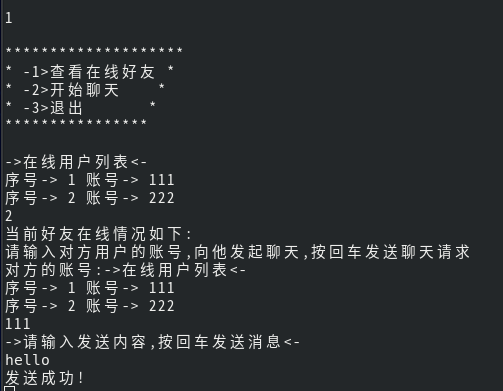 1
********************
* -1>查看在线好友 *
* -2>开始聊天    *
* -3>退出       *
****************
->在线用户列表<-
序号-> 1 账号-> 111
序号-> 2 账号-> 222
2
当前好友在线情况如下:
请输入对方用户的账号,向他发起聊天,按回车发送聊天请求
对方的账号:->在线用户列表<-
序号-> 1 账号-> 111
序号-> 2 账号-> 222
111
->请输入发送内容,按回车发送消息<-
hello
发送成功!